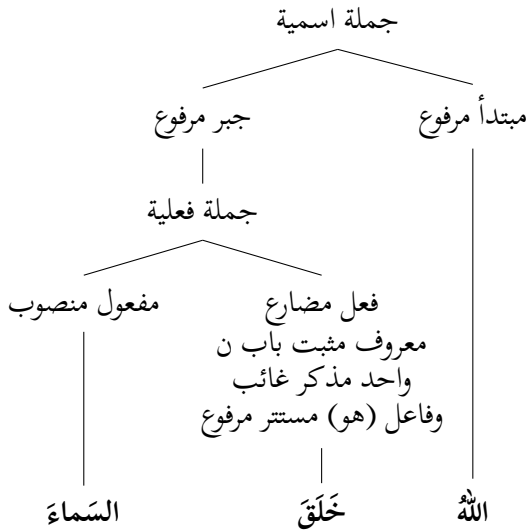 جملة اسمية
مبتدأ مرفوع
جبر مرفوع
جملة فعلية
فعل مضارع
معروف مثبت باب ن
واحد مذكر غائب
وفاعل (هو) مستتر مرفوع
مفعول منصوب
اللهُ
خَلَقَ
السَماءَ